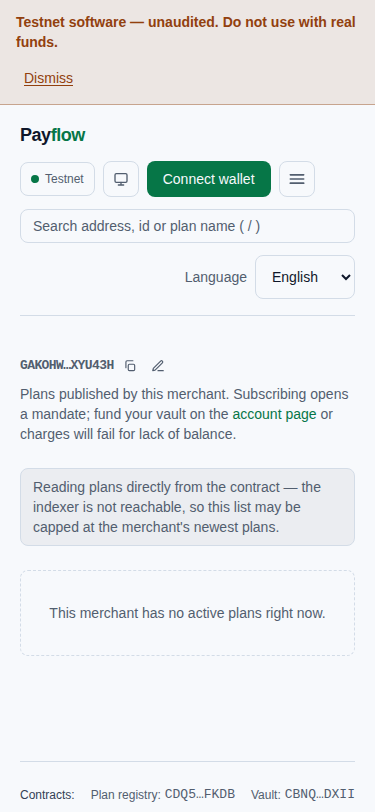 Testnet software — unaudited. Do not use with real
funds.
Dismiss
Payflow
Testnet
Connect wallet
Search address, id or plan name ( / )
Language
English
GAKOHW…XYU43H
Plans published by this merchant. Subscribing opens
a mandate; fund your vault on the account page or
charges will fail for lack of balance.
Reading plans directly from the contract — the
indexer is not reachable, so this list may be
capped at the merchant's newest plans.
This merchant has no active plans right now.
Contracts: Plan registry: CDQ5…FKDB Vault: CBNQ…DXII